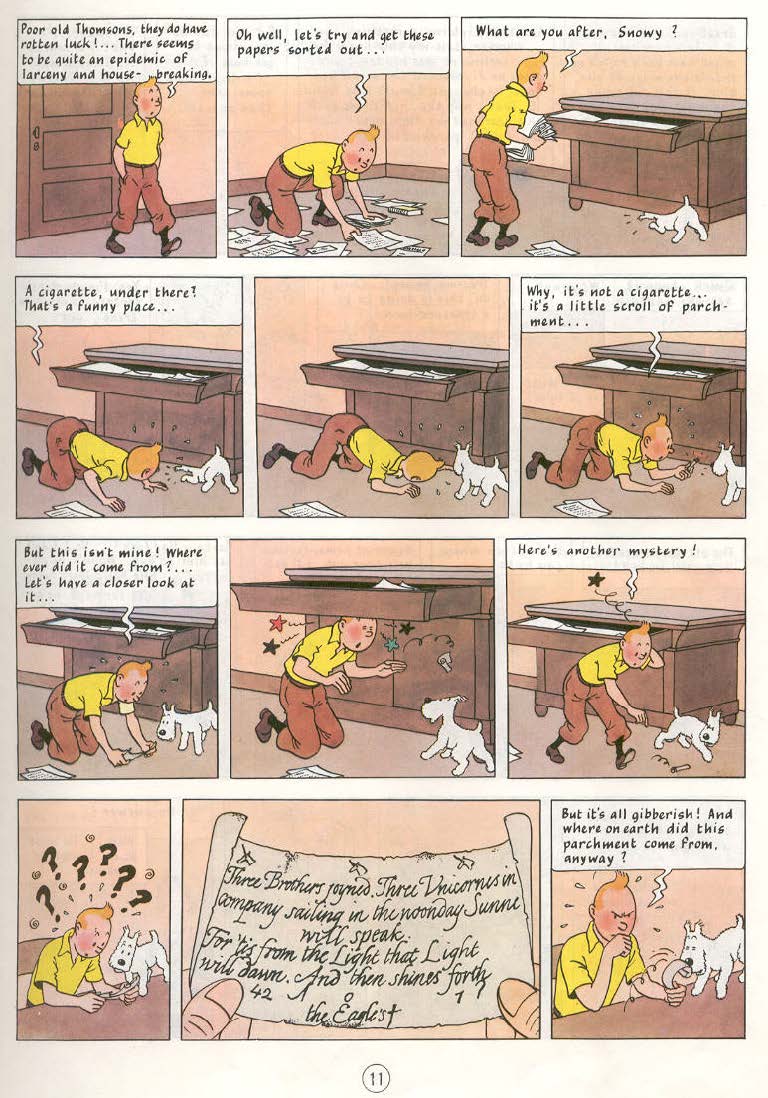 Poor old Thomsons, they do have
rotten luck!... There seems
to be quite an epidemic of
larceny and house- breaking.
Oh well, let's try and get these
papers sorted out...
What are you after, Snowy ?
A cigarette, under there?
That's a funny place...
Why, it's not a cigarette...
it's a little scroll of parch-
ment...
But this isn't mine! Where
ever did it come from?...
Let's have a closer look at
it...
Here's another mystery!
? ? ? ? ? ? ?
Three Brothers joyned. Three Unicornes in
company sailing in the noonday Sunne
will speak.
For 'tis from the Light that Light
will dawn. And then shines forth
42 0 1
the Eagle's †
But it's all gibberish! And
where on earth did this
parchment come from,
anyway ?
11